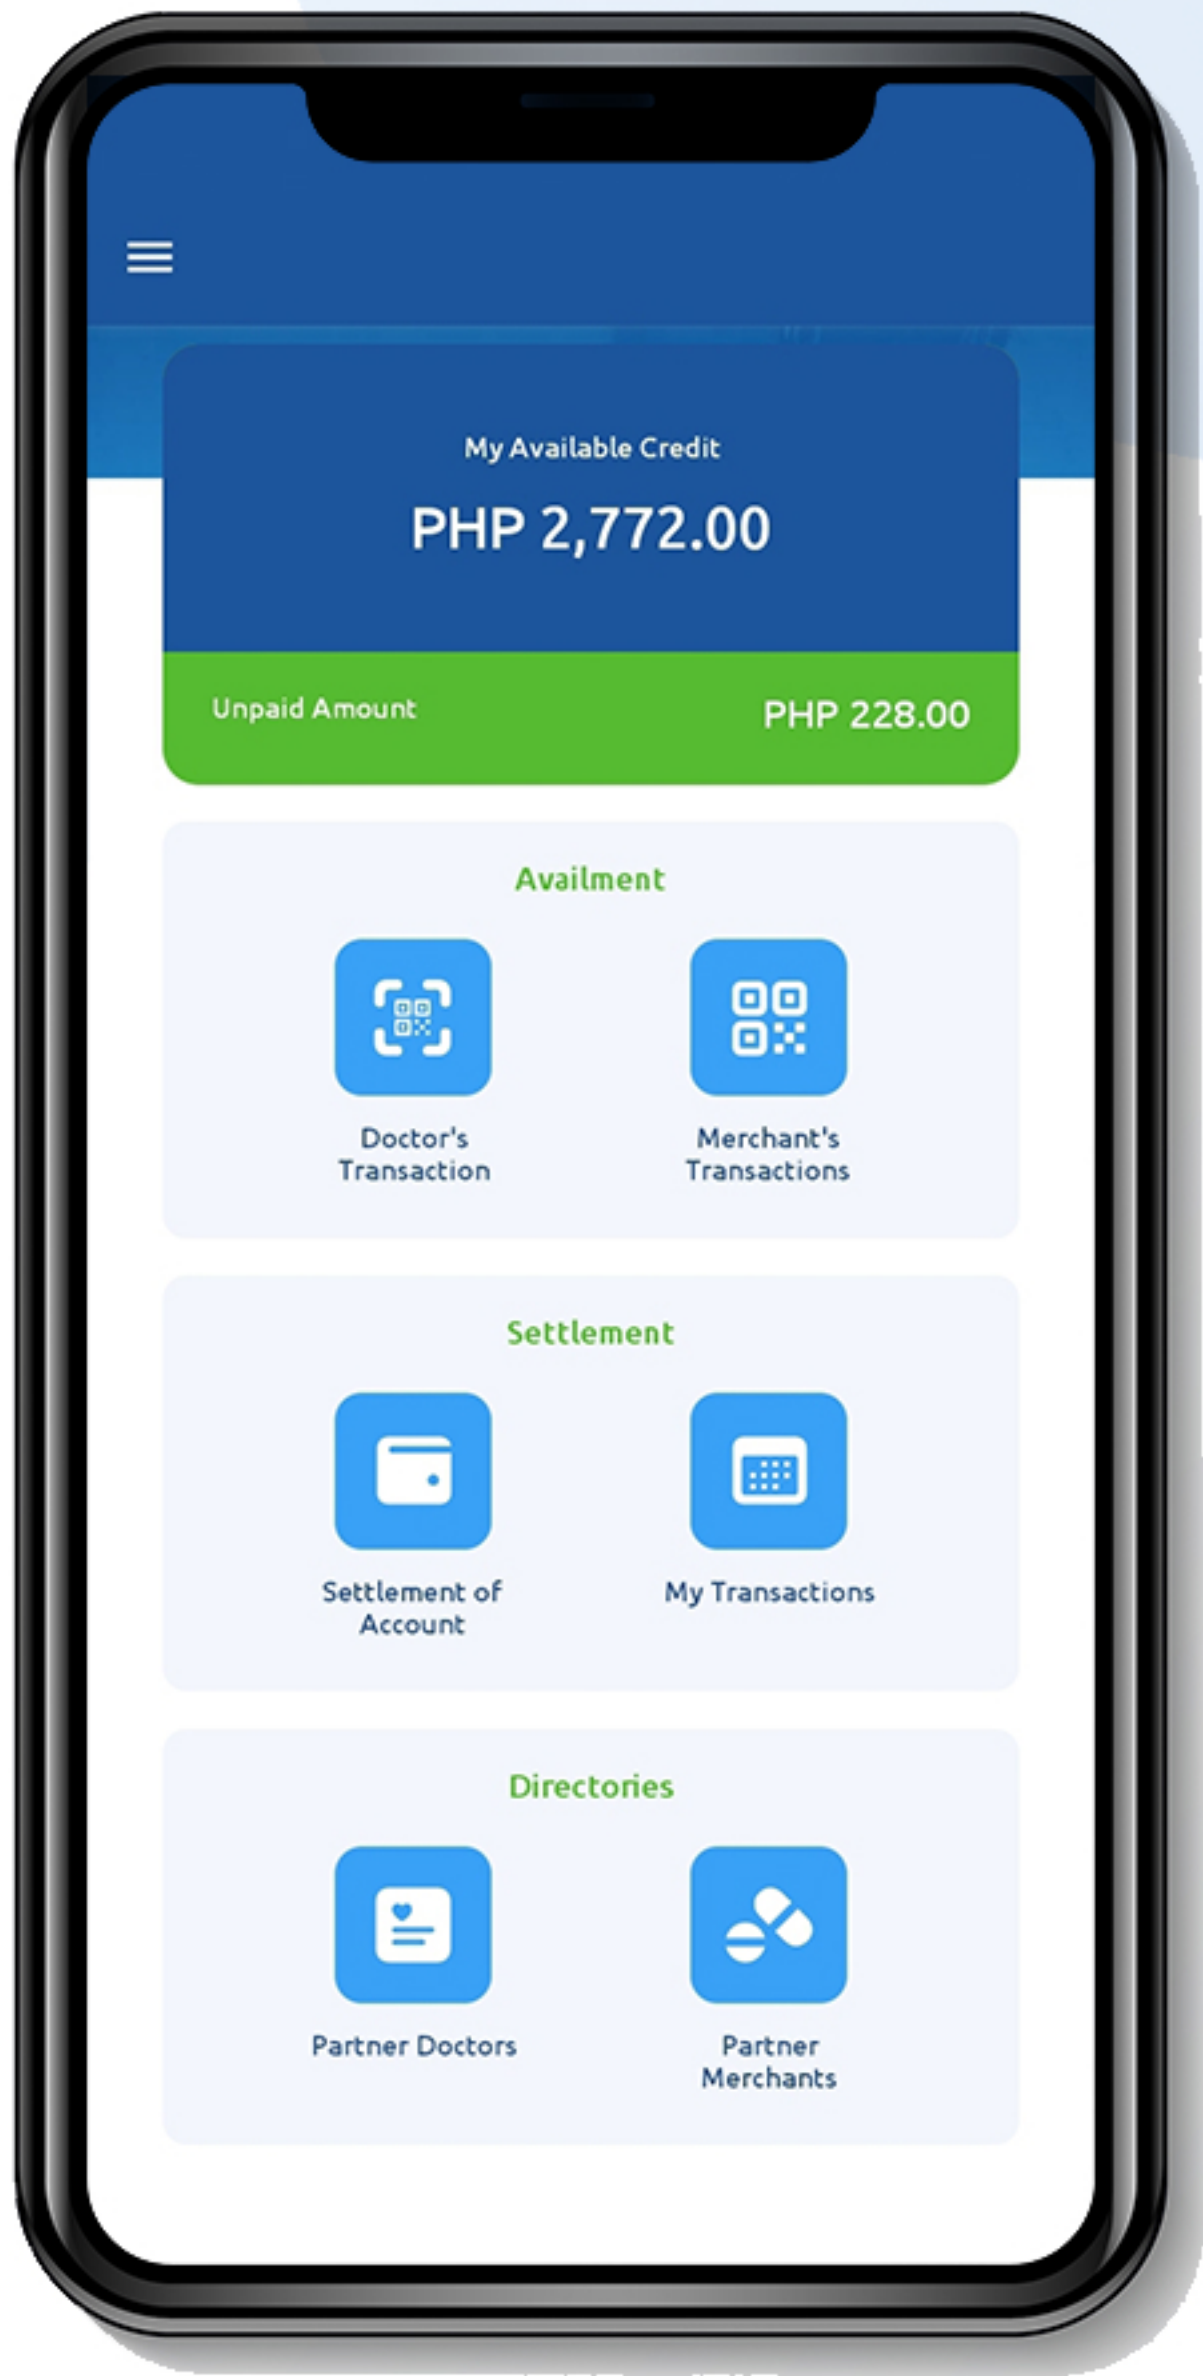 My Available Credit
PHP 2,772.00
Unpaid Amount PHP 228.00
Availment
Doctor's
Transaction
Merchant's
Transactions
Settlement
Settlement of
Account
My Transactions
Directories
Partner Doctors
Partner
Merchants